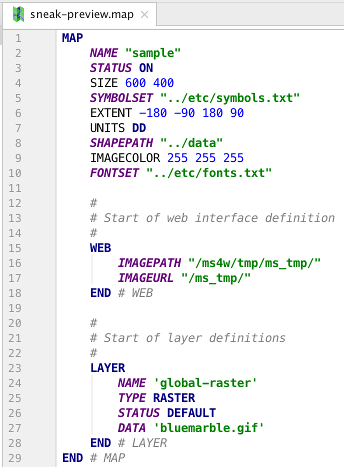 sneak-preview.map ×
1 MAP
2 NAME "sample"
3 STATUS ON
4 SIZE 600 400
5 SYMBOLSET "../etc/symbols.txt"
6 EXTENT -180 -90 180 90
7 UNITS DD
8 SHAPEPATH "../data"
9 IMAGECOLOR 255 255 255
10 FONTSET "../etc/fonts.txt"
11
12 #
13 # Start of web interface definition
14 #
15 WEB
16 IMAGEPATH "/ms4w/tmp/ms_tmp/"
17 IMAGEURL "/ms_tmp/"
18 END # WEB
19
20 #
21 # Start of layer definitions
22 #
23 LAYER
24 NAME 'global-raster'
25 TYPE RASTER
26 STATUS DEFAULT
27 DATA 'bluemarble.gif'
28 END # LAYER
29 END # MAP